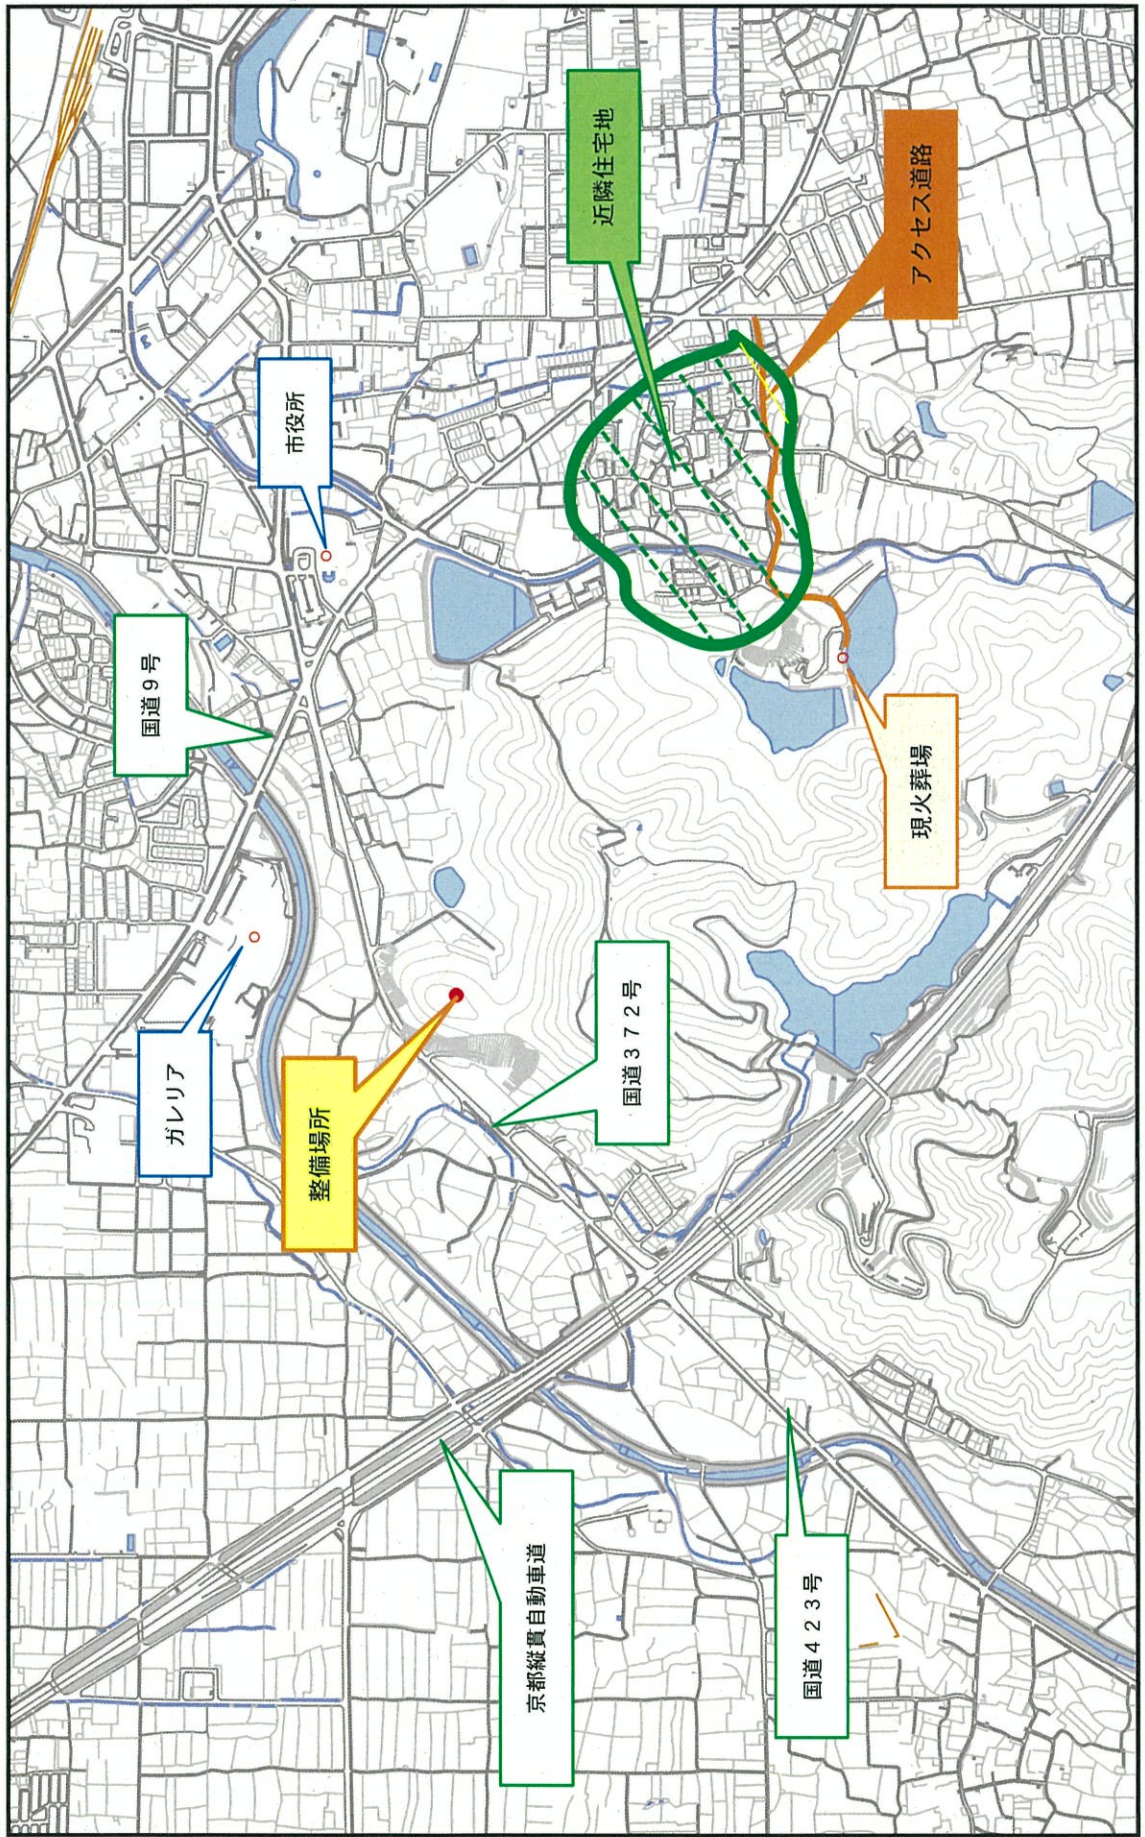 京都縦貫自動車道
ガレリア
国道9号
市役所
整備場所
近隣住宅地
国道423号
国道372号
現火葬場
アクセス道路